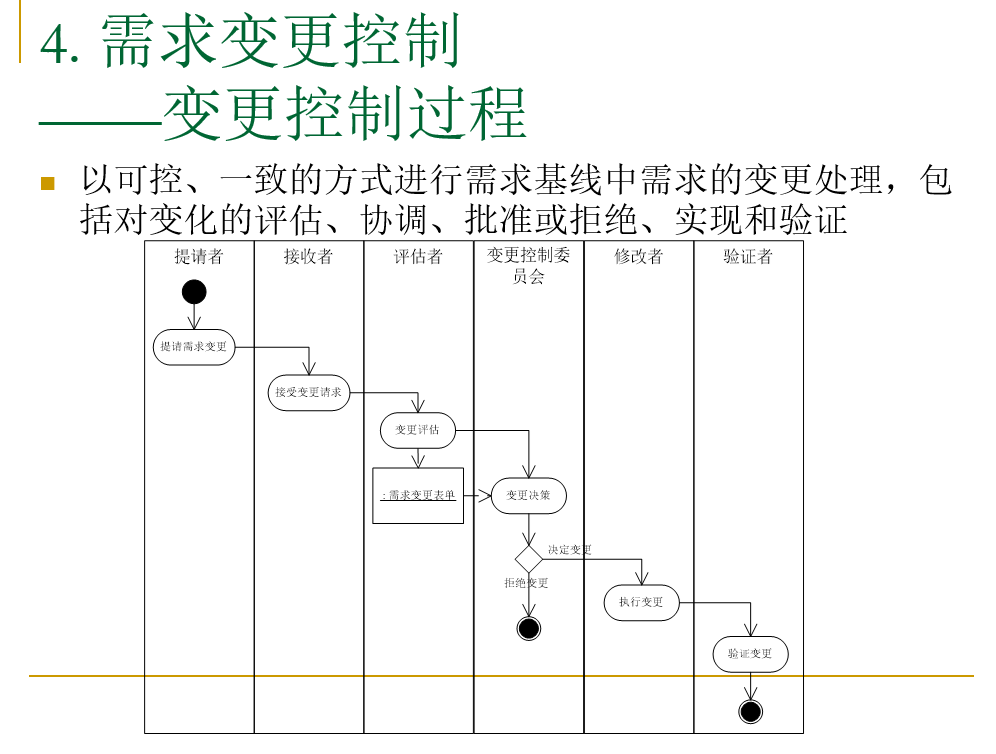 4. 需求变更控制
——变更控制过程
以可控、一致的方式进行需求基线中需求的变更处理，包
括对变化的评估、协调、批准或拒绝、实现和验证
提请者
接收者
评估者
变更控制委
员会
修改者
验证者
提请需求变更
接受变更请求
变更评估
: 需求变更表单
变更决策
决定变更
拒绝变更
执行变更
验证变更